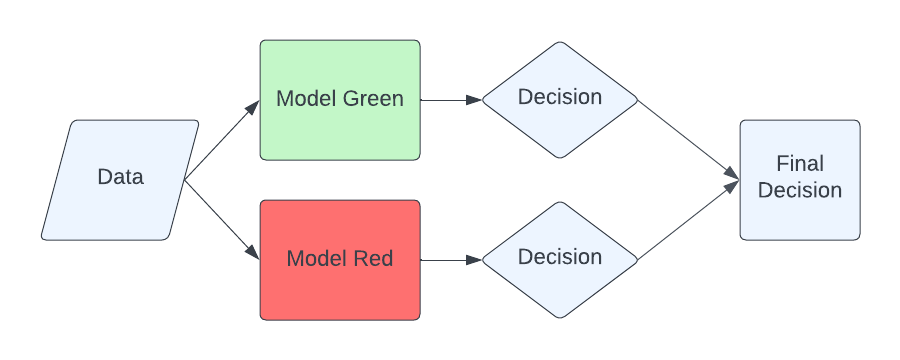 Data
Model Green
Decision
Model Red
Decision
Final
Decision